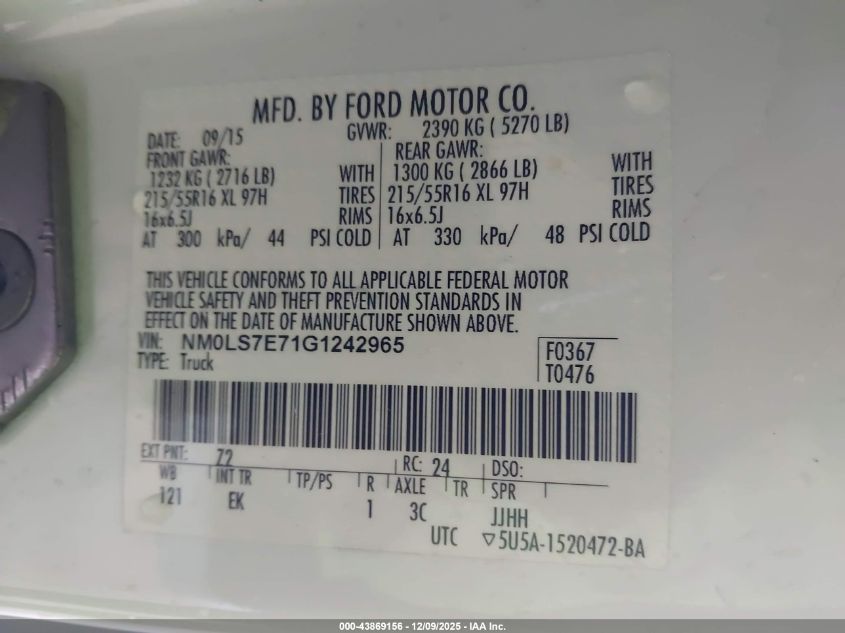 MFD. BY FORD MOTOR CO.
DATE: 09/15 GVWR: 2390 KG ( 5270 LB)
FRONT GAWR: REAR GAWR:
1232 KG ( 2716 LB) WITH 1300 KG ( 2866 LB) WITH
215/55R16 XL 97H TIRES 215/55R16 XL 97H TIRES
16x6.5J RIMS 16x6.5J RIMS
AT 300 kPa/ 44 PSI COLD AT 330 kPa/ 48 PSI COLD
THIS VEHICLE CONFORMS TO ALL APPLICABLE FEDERAL MOTOR
VEHICLE SAFETY AND THEFT PREVENTION STANDARDS IN
EFFECT ON THE DATE OF MANUFACTURE SHOWN ABOVE.
VIN: NM0LS7E71G1242965 F0367
TYPE: Truck T0476
EXT PNT: Z2 RC: 24 DSO:
WB INT TR TP/PS R AXLE TR SPR
121 EK 1 3C JJHH
UTC ▽5U5A-1520472-BA
000-43869156 - 12/09/2025 - IAA Inc.